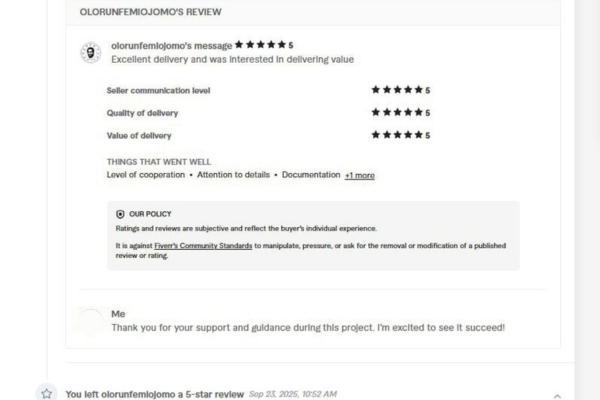 OLORUNFEMIOJOMO'S REVIEW
olorunfemiojomo's message ★★★★★ 5
Excellent delivery and was interested in delivering value
Seller communication level ★★★★★ 5
Quality of delivery ★★★★★ 5
Value of delivery ★★★★★ 5
THINGS THAT WENT WELL
Level of cooperation • Attention to details • Documentation +1 more
OUR POLICY
Ratings and reviews are subjective and reflect the buyer's individual experience.
It is against Fiverr's Community Standards to manipulate, pressure, or ask for the removal or modification of a published
review or rating.
Me
Thank you for your support and guidance during this project. I'm excited to see it succeed!
You left olorunfemiojomo a 5-star review Sep 23, 2025, 10:52 AM